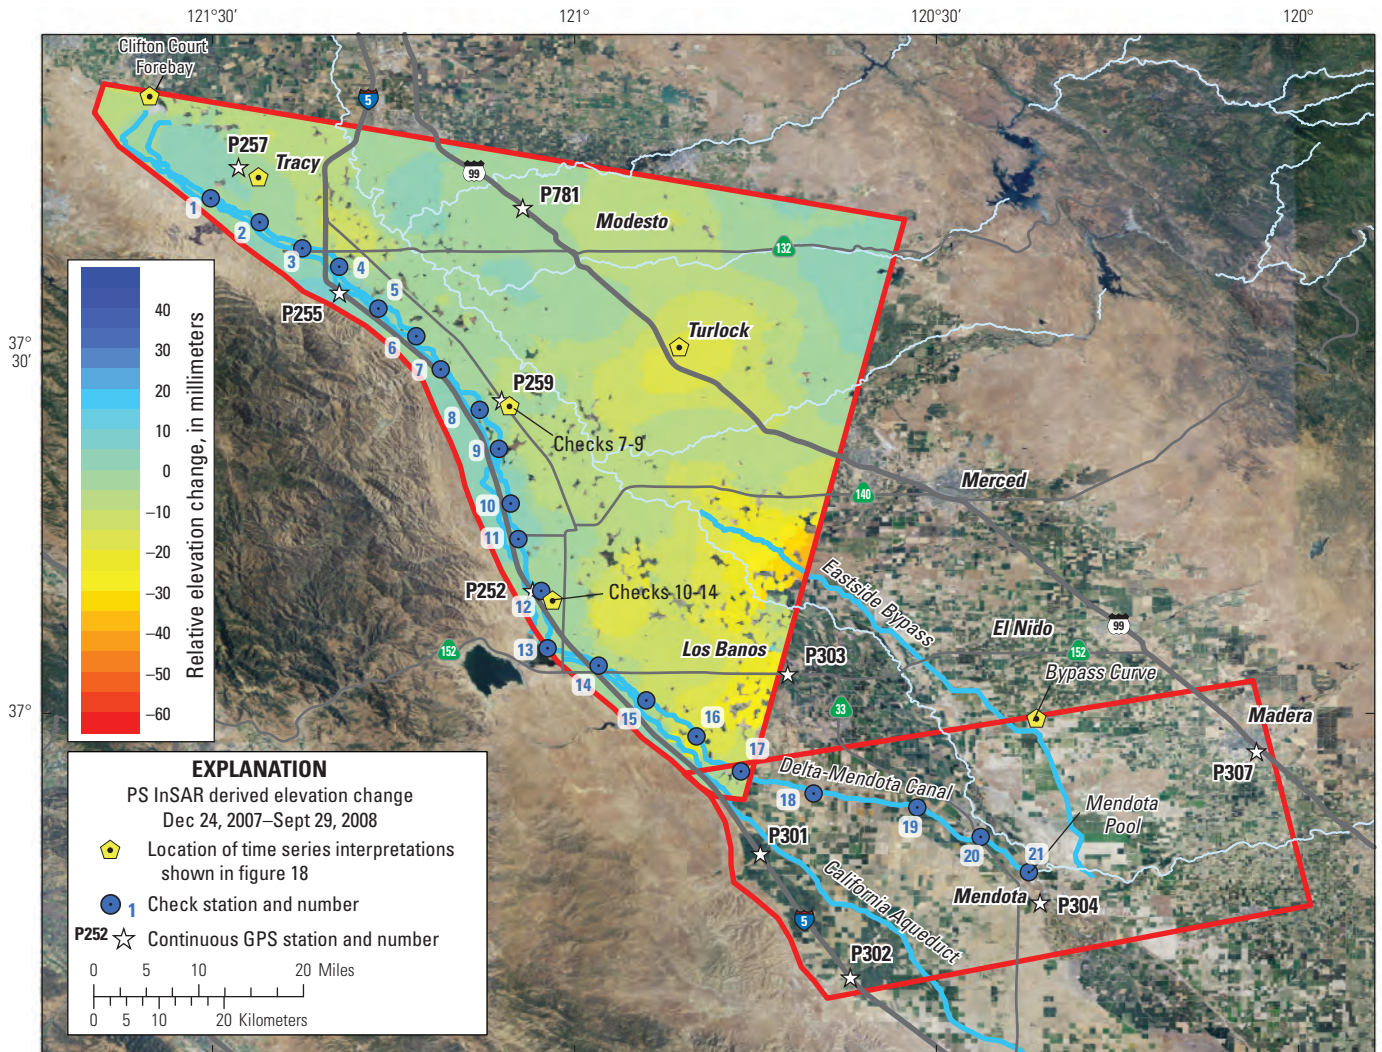 121°30'
121°
120°30'
120°
Clifton Court
Forebay
5
P257
Tracy
99
P781
Modesto
132
1
2
3
4
5
P255
37°
30'
6
7
Turlock
P259
8
Checks 7-9
9
Merced
140
10
11
Eastside Bypass
P252
12
Checks 10-14
El Nido
99
13
152
Los Banos
P303
152
Bypass Curve
14
33
37°
15
16
Madera
17
P307
Delta-Mendota Canal
18
19
Mendota
Pool
20
21
P301
California Aqueduct
Mendota
P304
5
P302
Relative elevation change, in millimeters
40
30
20
10
0
–10
–20
–30
–40
–50
–60
EXPLANATION
PS InSAR derived elevation change
Dec 24, 2007–Sept 29, 2008
Location of time series interpretations
shown in figure 18
1 Check station and number
P252 Continuous GPS station and number
0 5 10 20 Miles
0 5 10 20 Kilometers